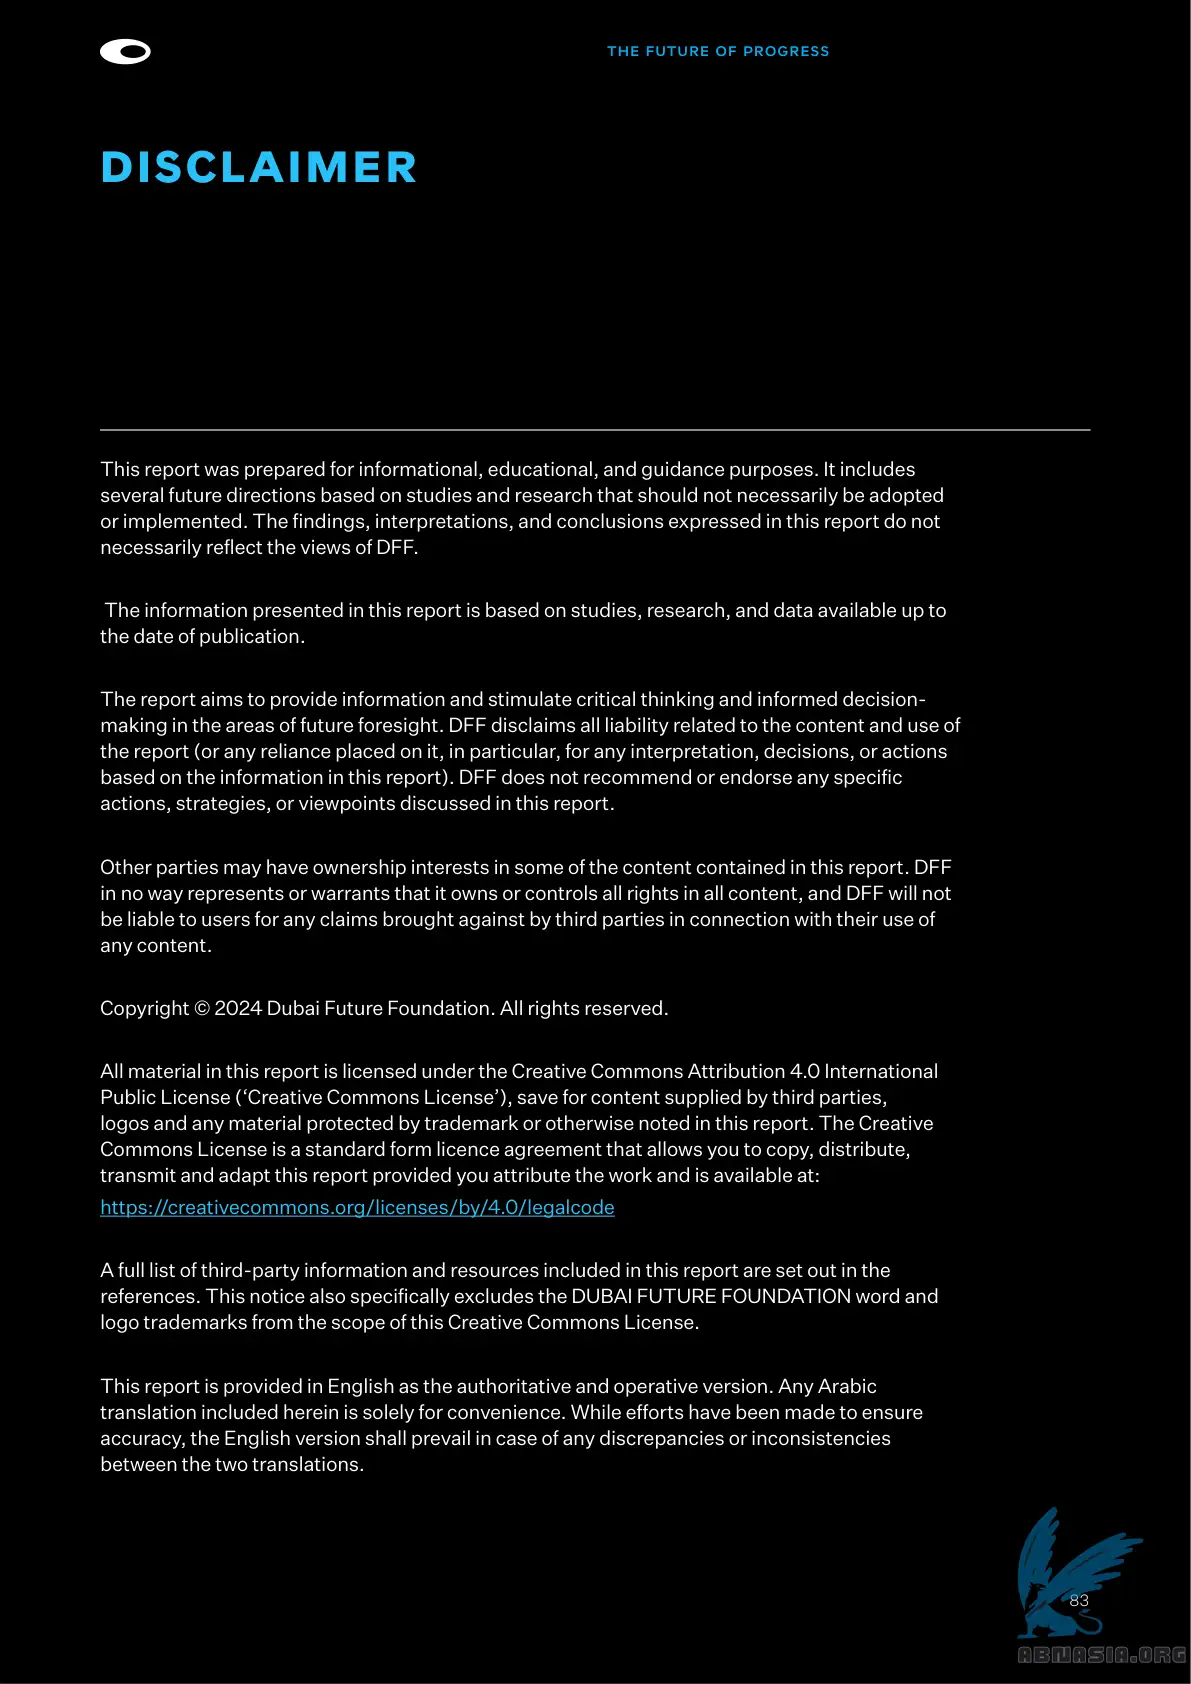 THE FUTURE OF PROGRESS
DISCLAIMER
This report was prepared for informational, educational, and guidance purposes. It includes
several future directions based on studies and research that should not necessarily be adopted
or implemented. The findings, interpretations, and conclusions expressed in this report do not
necessarily reflect the views of DFF.
The information presented in this report is based on studies, research, and data available up to
the date of publication.
The report aims to provide information and stimulate critical thinking and informed decision-
making in the areas of future foresight. DFF disclaims all liability related to the content and use of
the report (or any reliance placed on it, in particular, for any interpretation, decisions, or actions
based on the information in this report). DFF does not recommend or endorse any specific
actions, strategies, or viewpoints discussed in this report.
Other parties may have ownership interests in some of the content contained in this report. DFF
in no way represents or warrants that it owns or controls all rights in all content, and DFF will not
be liable to users for any claims brought against by third parties in connection with their use of
any content.
Copyright © 2024 Dubai Future Foundation. All rights reserved.
All material in this report is licensed under the Creative Commons Attribution 4.0 International
Public License (‘Creative Commons License’), save for content supplied by third parties,
logos and any material protected by trademark or otherwise noted in this report. The Creative
Commons License is a standard form licence agreement that allows you to copy, distribute,
transmit and adapt this report provided you attribute the work and is available at:
https://creativecommons.org/licenses/by/4.0/legalcode
A full list of third-party information and resources included in this report are set out in the
references. This notice also specifically excludes the DUBAI FUTURE FOUNDATION word and
logo trademarks from the scope of this Creative Commons License.
This report is provided in English as the authoritative and operative version. Any Arabic
translation included herein is solely for convenience. While efforts have been made to ensure
accuracy, the English version shall prevail in case of any discrepancies or inconsistencies
between the two translations.
83
ABNASIA.ORG